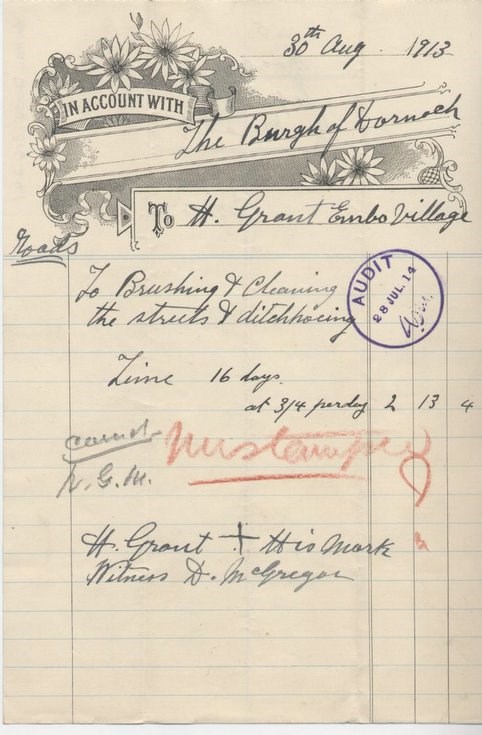 30th Aug. 1913
IN ACCOUNT WITH
The Burgh of Dornoch
To H. Grant Embo Village
Roads
To Brushing & Cleaning
the streets & ditchhoeing
AUDIT
28 JUL. 14
Time 16 days.
at 3/4 per day 2 13 4
Unstamped
H. Grant + His Mark
Witness D. McGregor